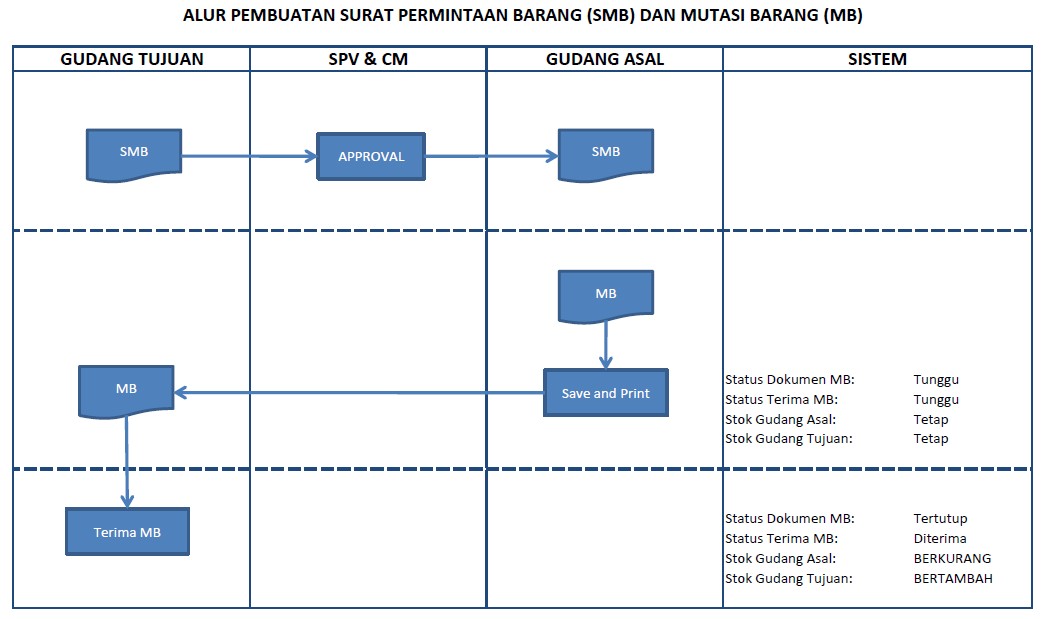 ALUR PEMBUATAN SURAT PERMINTAAN BARANG (SMB) DAN MUTASI BARANG (MB)
GUDANG TUJUAN SPV & CM GUDANG ASAL SISTEM
SMB APPROVAL SMB
MB
MB Save and Print
Status Dokumen MB: Tunggu
Status Terima MB: Tunggu
Stok Gudang Asal: Tetap
Stok Gudang Tujuan: Tetap
Terima MB
Status Dokumen MB: Tertutup
Status Terima MB: Diterima
Stok Gudang Asal: BERKURANG
Stok Gudang Tujuan: BERTAMBAH